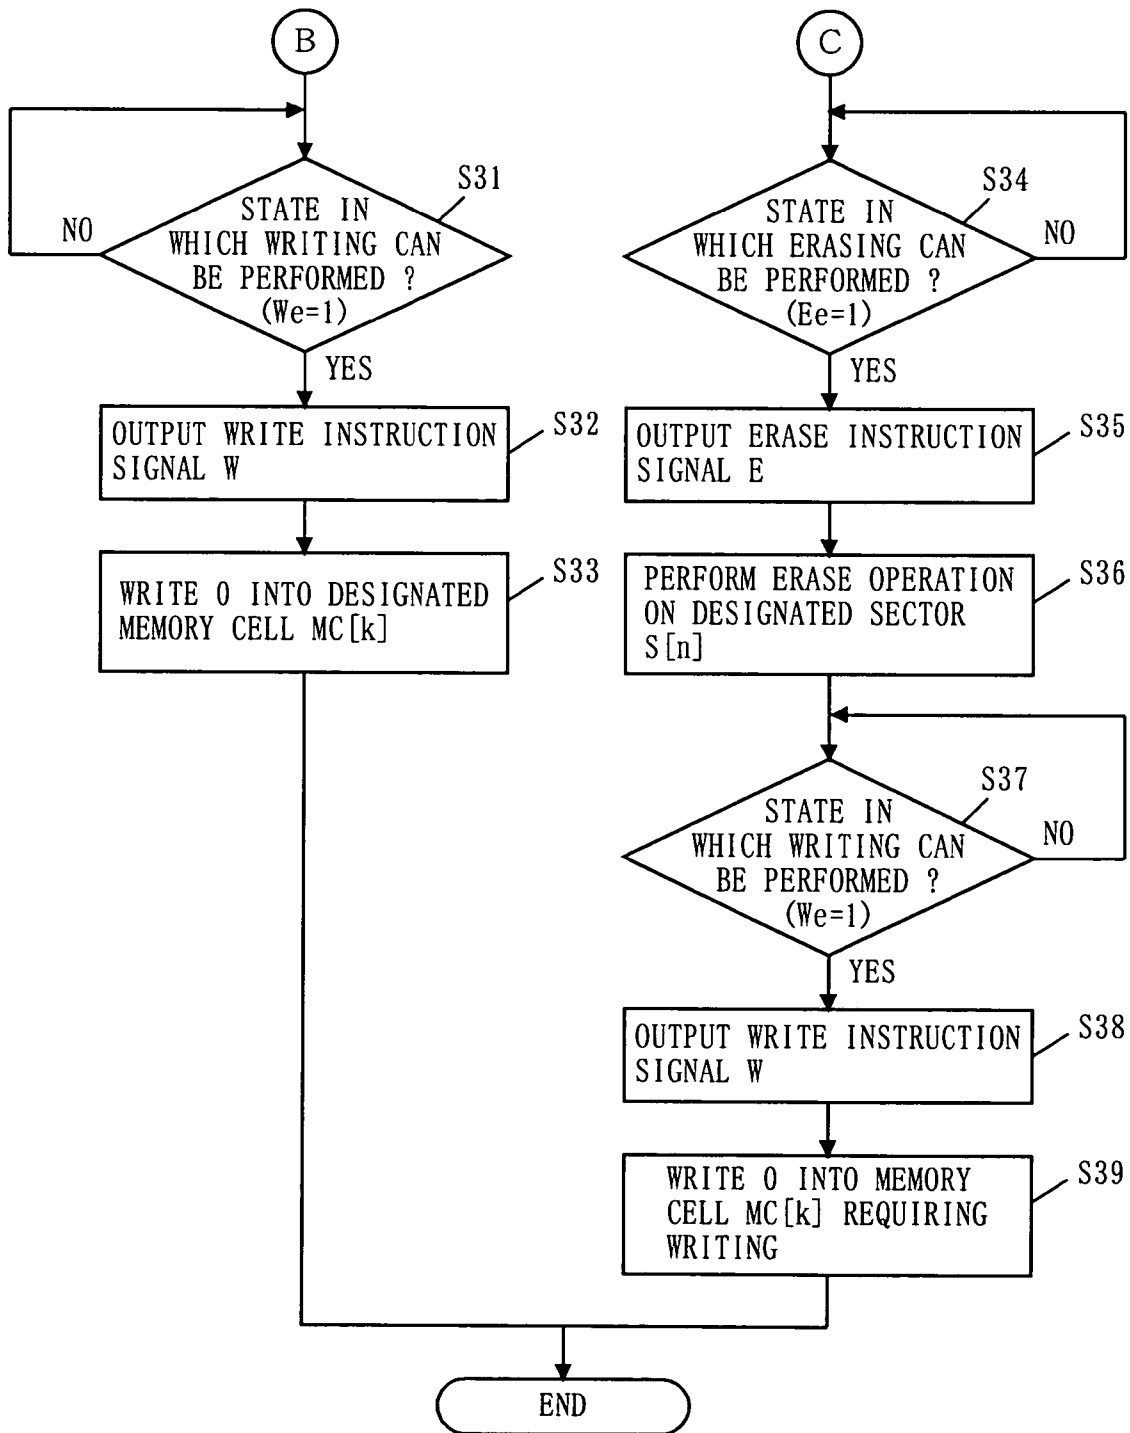 B
S31
STATE IN
WHICH WRITING CAN
BE PERFORMED ?
(We=1)
NO
YES
OUTPUT WRITE INSTRUCTION
SIGNAL W
S32
WRITE 0 INTO DESIGNATED
MEMORY CELL MC[k]
S33
C
S34
STATE IN
WHICH ERASING CAN
BE PERFORMED ?
(Ee=1)
NO
YES
OUTPUT ERASE INSTRUCTION
SIGNAL E
S35
PERFORM ERASE OPERATION
ON DESIGNATED SECTOR
S[n]
S36
S37
STATE IN
WHICH WRITING CAN
BE PERFORMED ?
(We=1)
NO
YES
OUTPUT WRITE INSTRUCTION
SIGNAL W
S38
WRITE 0 INTO MEMORY
CELL MC[k] REQUIRING
WRITING
S39
END